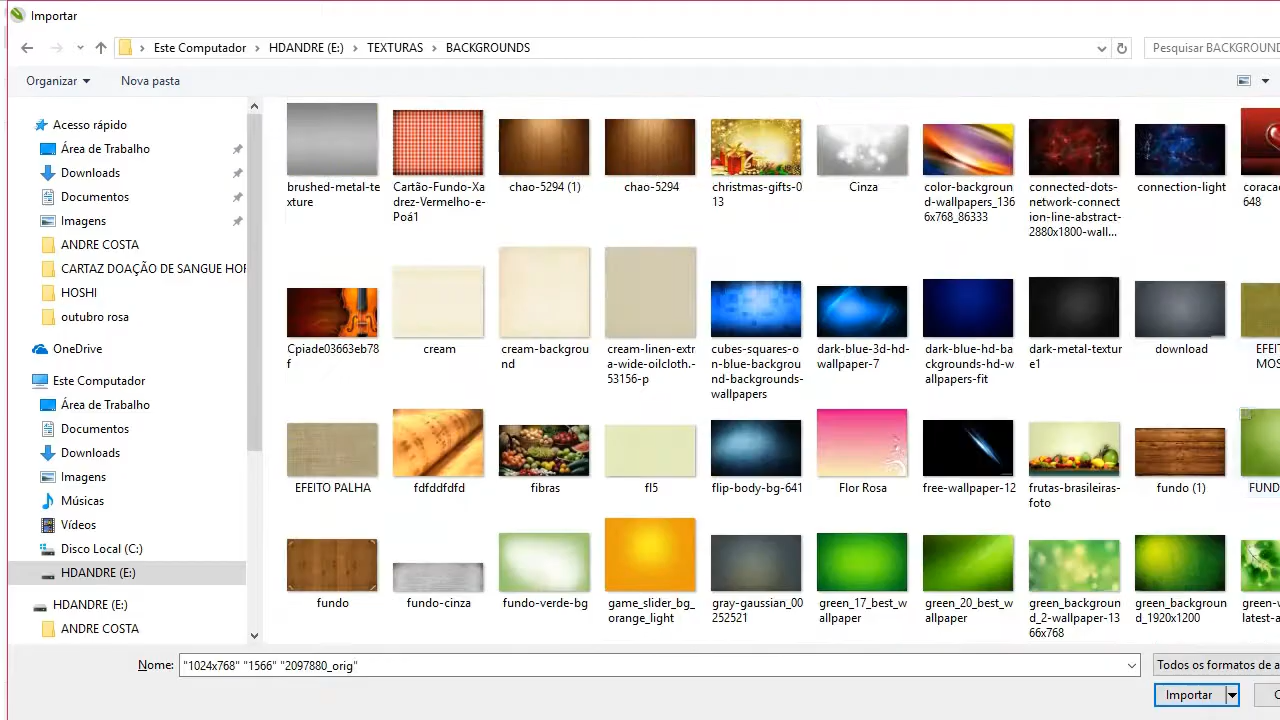 Importar
Este Computador > HDANDRE (E:) > TEXTURAS > BACKGROUNDS
Pesquisar BACKGROUND
Organizar
Nova pasta
Acesso rápido
Área de Trabalho
Downloads
Documentos
Imagens
ANDRE COSTA
CARTAZ DOAÇÃO DE SANGUE HOF
HOSHI
outubro rosa
OneDrive
Este Computador
Área de Trabalho
Documentos
Downloads
Imagens
Músicas
Vídeos
Disco Local (C:)
HDANDRE (E:)
HDANDRE (E:)
ANDRE COSTA
brushed-metal-te
xture
Cartão-Fundo-Xa
drez-Vermelho-e-
Poá1
chao-5294 (1)
chao-5294
christmas-gifts-0
13
Cinza
color-backgroun
d-wallpapers_136
6x768_86333
connected-dots-
network-connect
ion-line-abstract-
2880x1800-wall...
connection-light
coracao
648
Cpiade03663eb78
f
cream
cream-backgrou
nd
cream-linen-extr
a-wide-oilcloth.-
53156-p
cubes-squares-o
n-blue-backgrou
nd-backgrounds-
wallpapers
dark-blue-3d-hd-
wallpaper-7
dark-blue-hd-ba
ckgrounds-hd-w
allpapers-fit
dark-metal-textur
e1
download
EFEI
MOS
EFEITO PALHA
fdfddfdfd
fibras
fl5
flip-body-bg-641
Flor Rosa
free-wallpaper-12
frutas-brasileiras-
foto
fundo (1)
FUND
fundo
fundo-cinza
fundo-verde-bg
game_slider_bg_
orange_light
gray-gaussian_00
252521
green_17_best_w
allpaper
green_20_best_w
allpaper
green_backgroun
d_2-wallpaper-13
66x768
green_backgroun
d_1920x1200
green-w
latest-a
Nome: "1024x768" "1566" "2097880_orig"
Todos os formatos de a
Importar
C